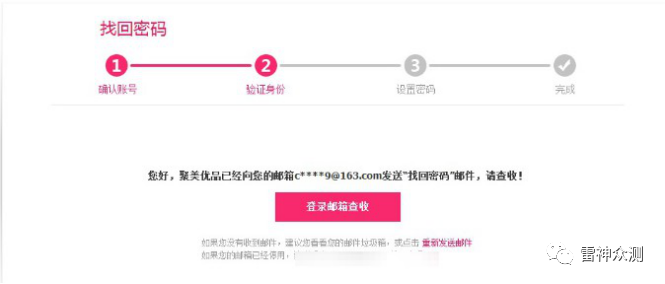 找回密码
1 2 3
确认账号 验证身份 设置密码 完成
您好，聚美优品已经向您的邮箱c****9@163.com发送"找回密码"邮件，请查收！
登录邮箱查收
如果您没有收到邮件，建议您看看您的邮件垃圾箱，或点击 重新发送邮件
如果您的邮箱已经停用，
雷神众测